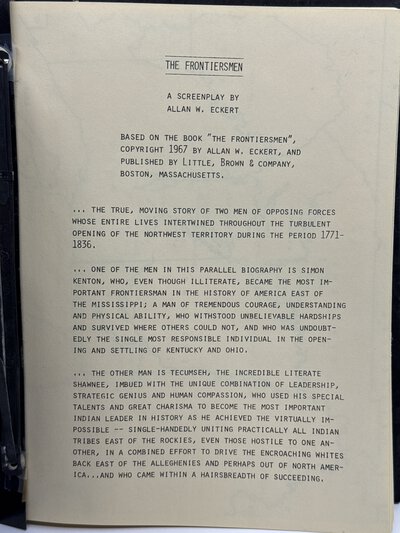 THE FRONTIERSMEN
A SCREENPLAY BY
ALLAN W. ECKERT
BASED ON THE BOOK "THE FRONTIERSMEN",
COPYRIGHT 1967 BY ALLAN W. ECKERT, AND
PUBLISHED BY LITTLE, BROWN & COMPANY,
BOSTON, MASSACHUSETTS.
... THE TRUE, MOVING STORY OF TWO MEN OF OPPOSING FORCES
WHOSE ENTIRE LIVES INTERTWINED THROUGHOUT THE TURBULENT
OPENING OF THE NORTHWEST TERRITORY DURING THE PERIOD 1771-
1836.
... ONE OF THE MEN IN THIS PARALLEL BIOGRAPHY IS SIMON
KENTON, WHO, EVEN THOUGH ILLITERATE, BECAME THE MOST IM-
PORTANT FRONTIERSMAN IN THE HISTORY OF AMERICA EAST OF
THE MISSISSIPPI; A MAN OF TREMENDOUS COURAGE, UNDERSTANDING
AND PHYSICAL ABILITY, WHO WITHSTOOD UNBELIEVABLE HARDSHIPS
AND SURVIVED WHERE OTHERS COULD NOT, AND WHO WAS UNDOUBT-
EDLY THE SINGLE MOST RESPONSIBLE INDIVIDUAL IN THE OPEN-
ING AND SETTLING OF KENTUCKY AND OHIO.
... THE OTHER MAN IS TECUMSEH, THE INCREDIBLE LITERATE
SHAWNEE, IMBUED WITH THE UNIQUE COMBINATION OF LEADERSHIP,
STRATEGIC GENIUS AND HUMAN COMPASSION, WHO USED HIS SPECIAL
TALENTS AND GREAT CHARISMA TO BECOME THE MOST IMPORTANT
INDIAN LEADER IN HISTORY AS HE ACHIEVED THE VIRTUALLY IM-
POSSIBLE -- SINGLE-HANDEDLY UNITING PRACTICALLY ALL INDIAN
TRIBES EAST OF THE ROCKIES, EVEN THOSE HOSTILE TO ONE AN-
OTHER, IN A COMBINED EFFORT TO DRIVE THE ENCROACHING WHITES
BACK EAST OF THE ALLEGHENIES AND PERHAPS OUT OF NORTH AMER-
ICA...AND WHO CAME WITHIN A HAIRSBREADTH OF SUCCEEDING.